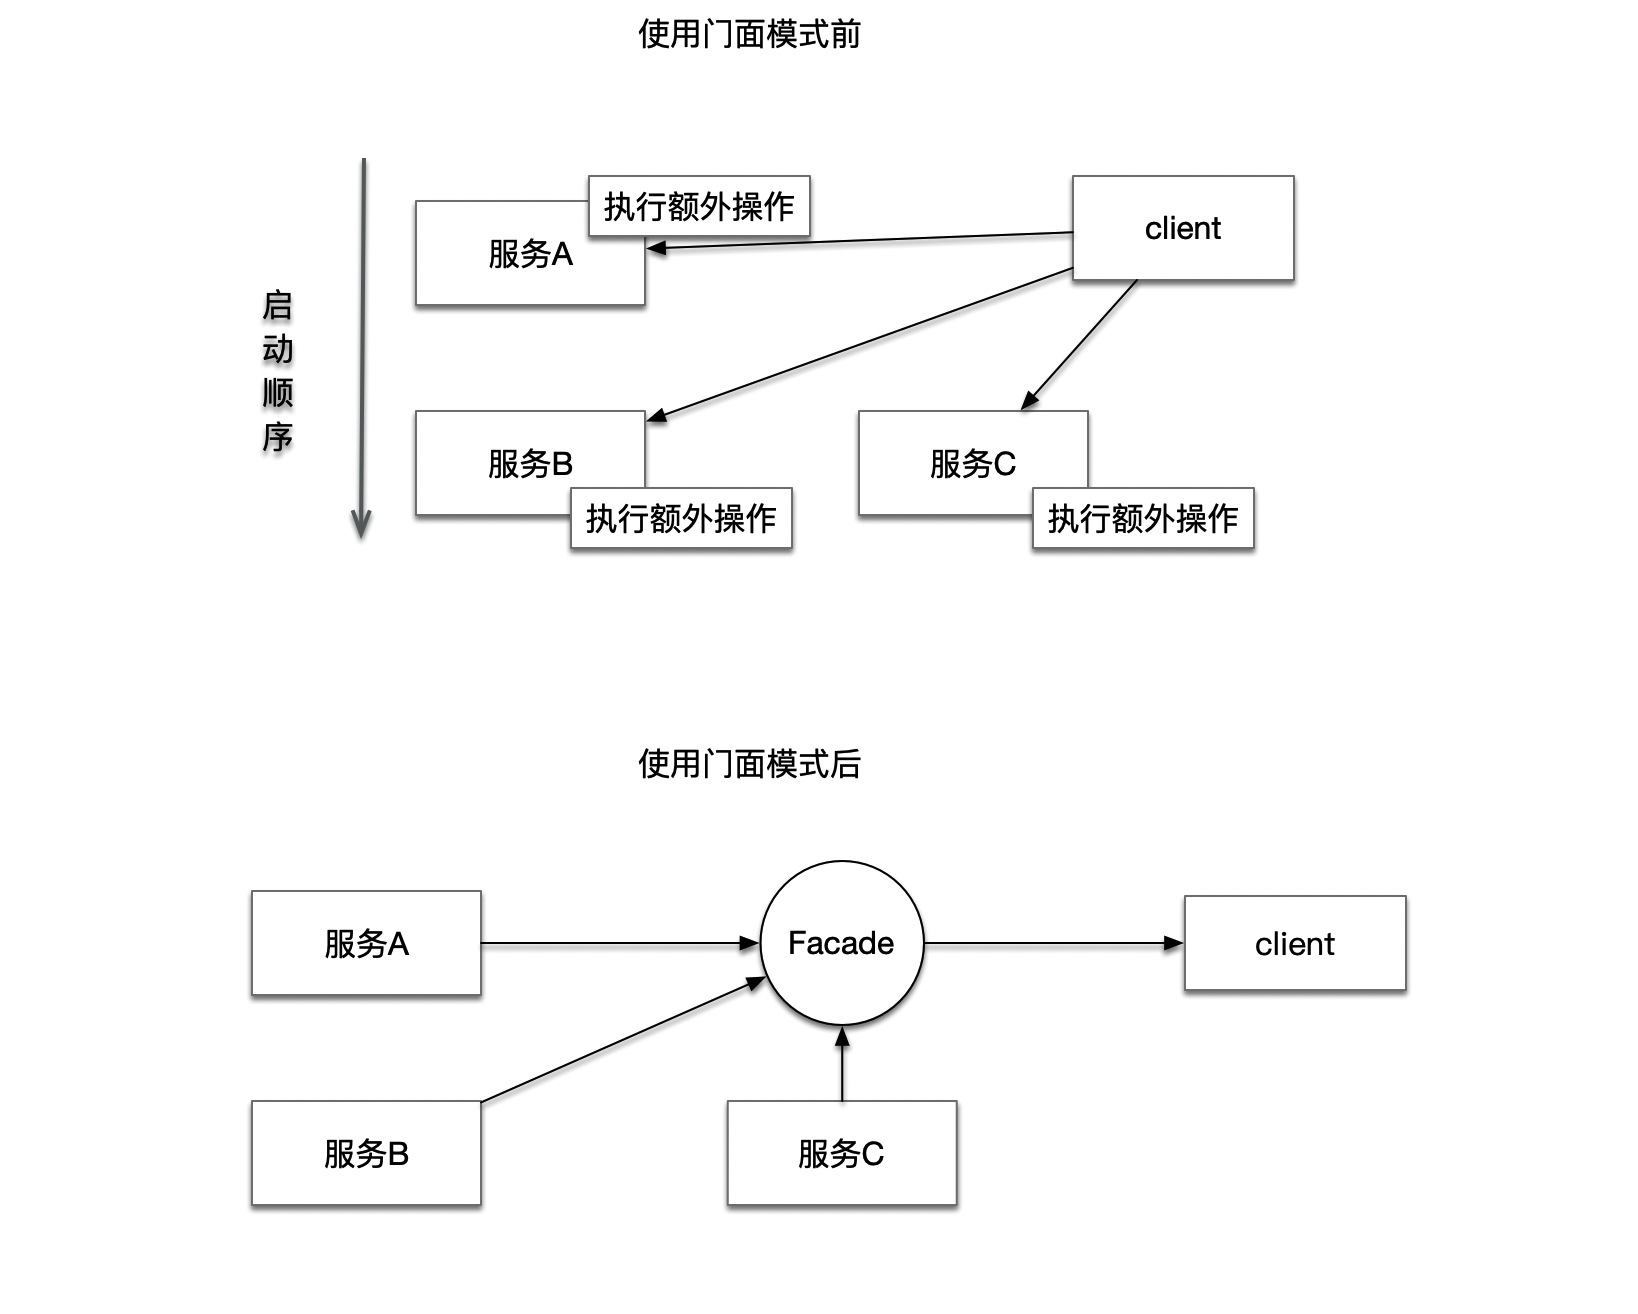 使用门面模式前
执行额外操作
client
服务A
启
动
顺
序
服务B
服务C
执行额外操作
执行额外操作
使用门面模式后
服务A
Facade
client
服务B
服务C